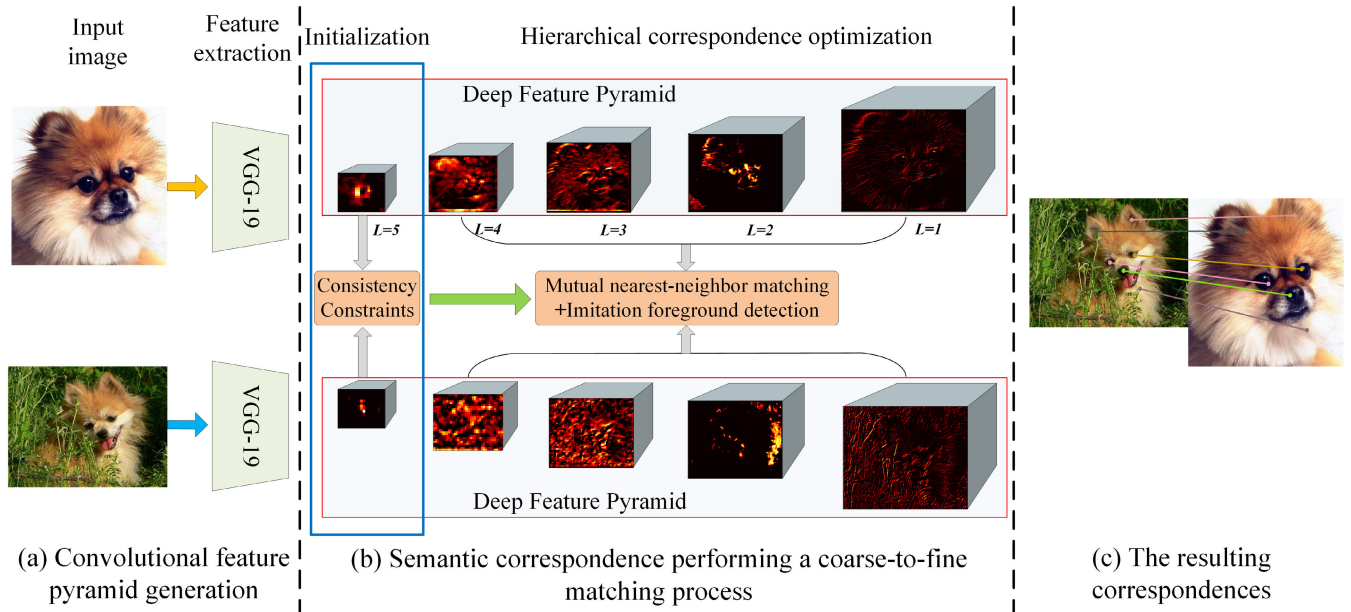 Input
image
Feature
extraction
Initialization
Hierarchical correspondence optimization
Deep Feature Pyramid
VGG-19
L=5
L=4
L=3
L=2
L=1
Consistency
Constraints
Mutual nearest-neighbor matching
+Imitation foreground detection
VGG-19
Deep Feature Pyramid
(a) Convolutional feature
pyramid generation
(b) Semantic correspondence performing a coarse-to-fine
matching process
(c) The resulting
correspondences